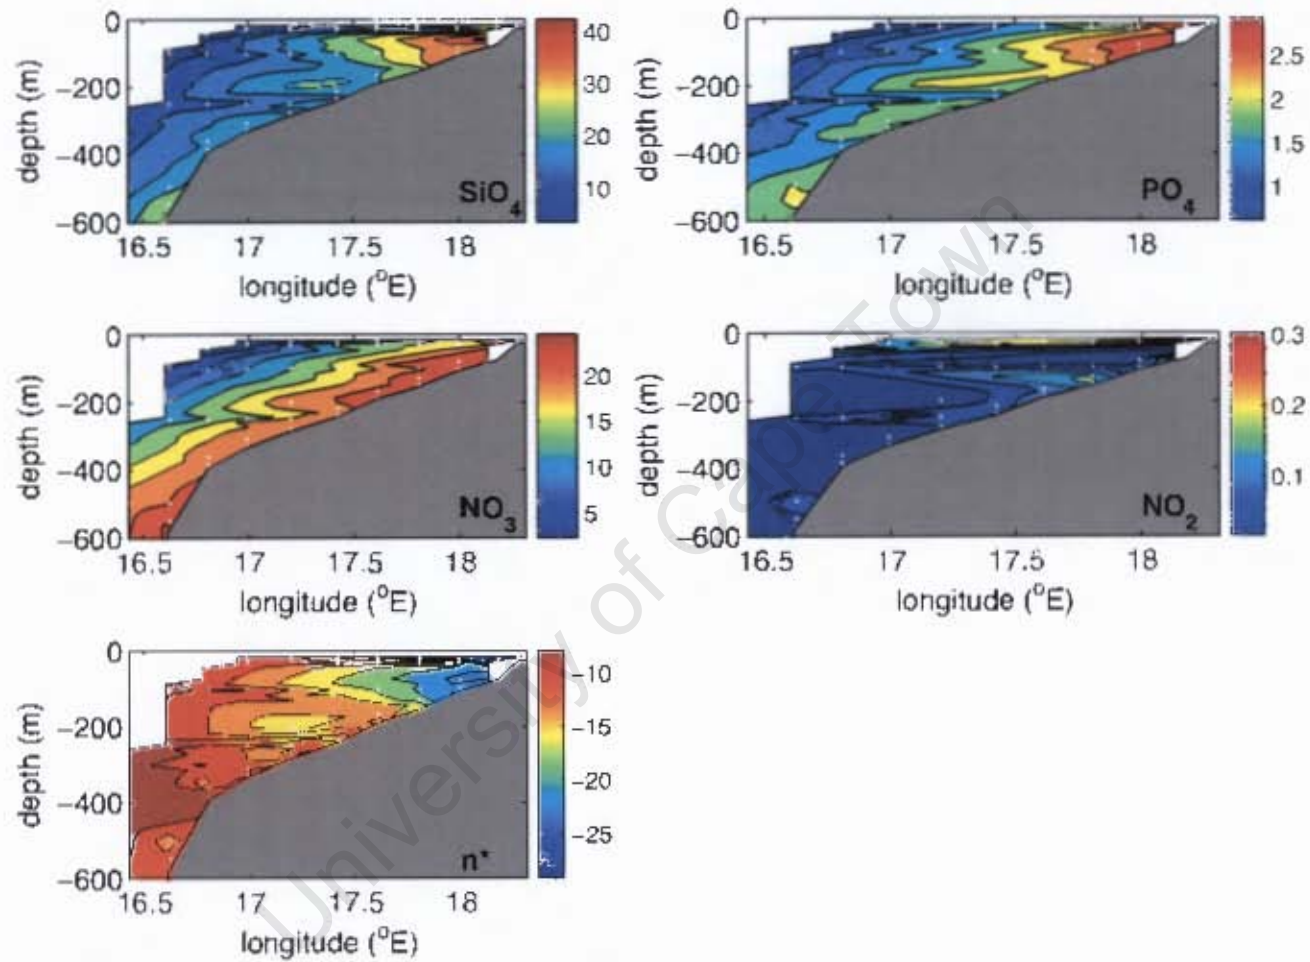 0
−200
−400
−600
depth (m)
16.5 17 17.5 18
longitude (°E)
SiO4
40
30
20
10
0
−200
−400
−600
depth (m)
16.5 17 17.5 18
longitude (°E)
PO4
2.5
2
1.5
1
0
−200
−400
−600
depth (m)
16.5 17 17.5 18
longitude (°E)
NO3
20
15
10
5
0
−200
−400
−600
depth (m)
16.5 17 17.5 18
longitude (°E)
NO2
0.3
0.2
0.1
0
−200
−400
−600
depth (m)
16.5 17 17.5 18
longitude (°E)
n*
−10
−15
−20
−25
University of Cape Town